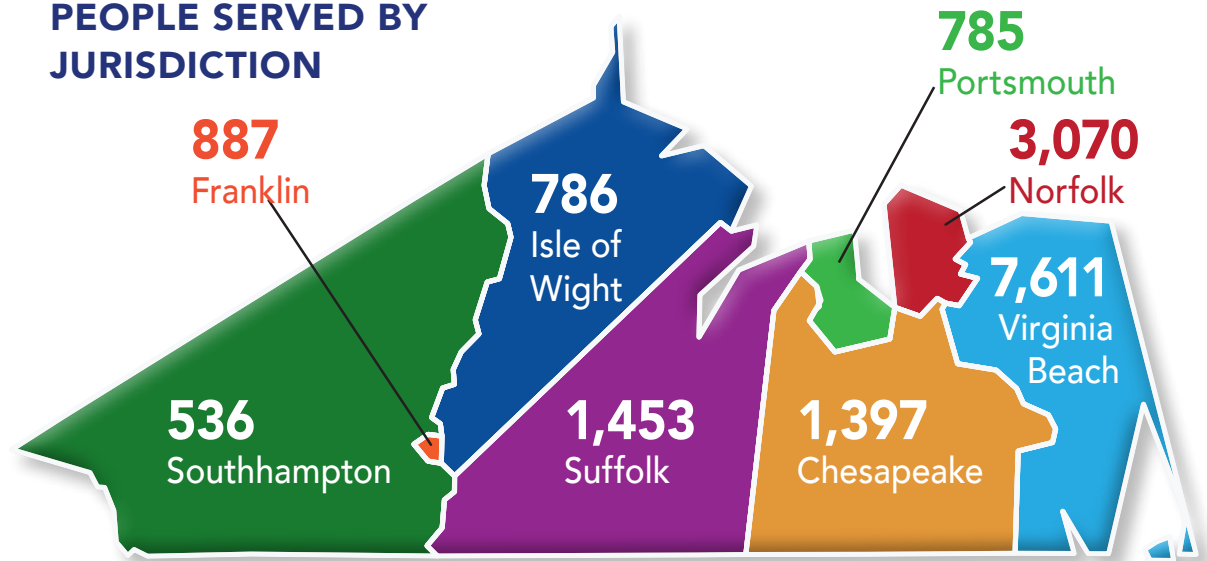 PEOPLE SERVED BY
JURISDICTION
785
Portsmouth
887
Franklin
3,070
Norfolk
786
Isle of
Wight
7,611
Virginia
Beach
536
Southhampton
1,453
Suffolk
1,397
Chesapeake